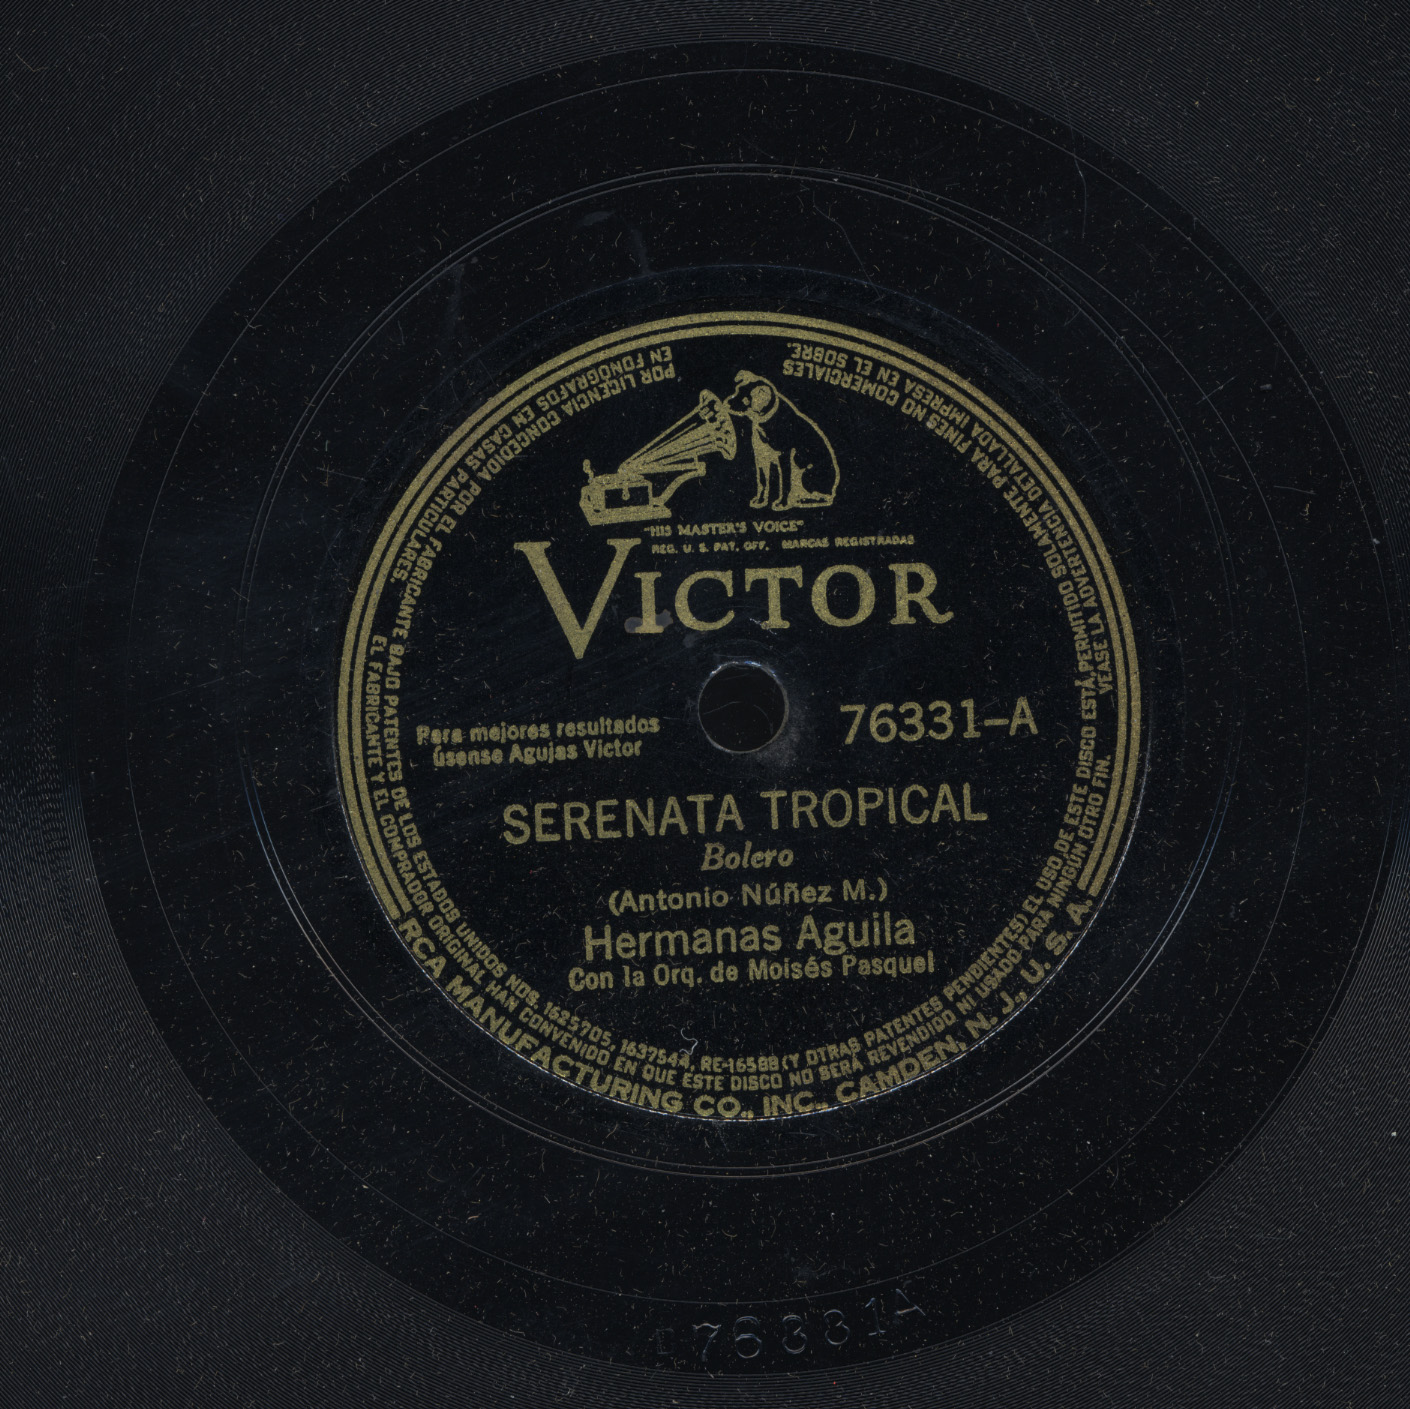 "HIS MASTER'S VOICE"
REG. U. S. PAT. OFF. MARCAS REGISTRADAS
VICTOR
Para mejores resultados
úsense Agujas Victor
76331-A
SERENATA TROPICAL
Bolero
(Antonio Núñez M.)
Hermanas Aguila
Con la Orq. de Moisés Pasquel
POR LICENCIA CONCEDIDA POR EL FABRICANTE BAJO PATENTES DE LOS ESTADOS UNIDOS NOS. 1625705, 1637544, RE-16588 (Y OTRAS PATENTES PENDIENTES) EL USO DE ESTE DISCO ESTÁ PERMITIDO SOLAMENTE PARA FINES NO COMERCIALES
EN FONÓGRAFOS EN CASAS PARTICULARES. EL FABRICANTE Y EL COMPRADOR ORIGINAL HAN CONVENIDO EN QUE ESTE DISCO NO SERÁ REVENDIDO NI USADO PARA NINGÚN OTRO FIN. VEASE LA ADVERTENCIA DETALLADA IMPRESA EN EL SOBRE.
RCA MANUFACTURING CO., INC., CAMDEN, N. J., U. S. A.
76331A